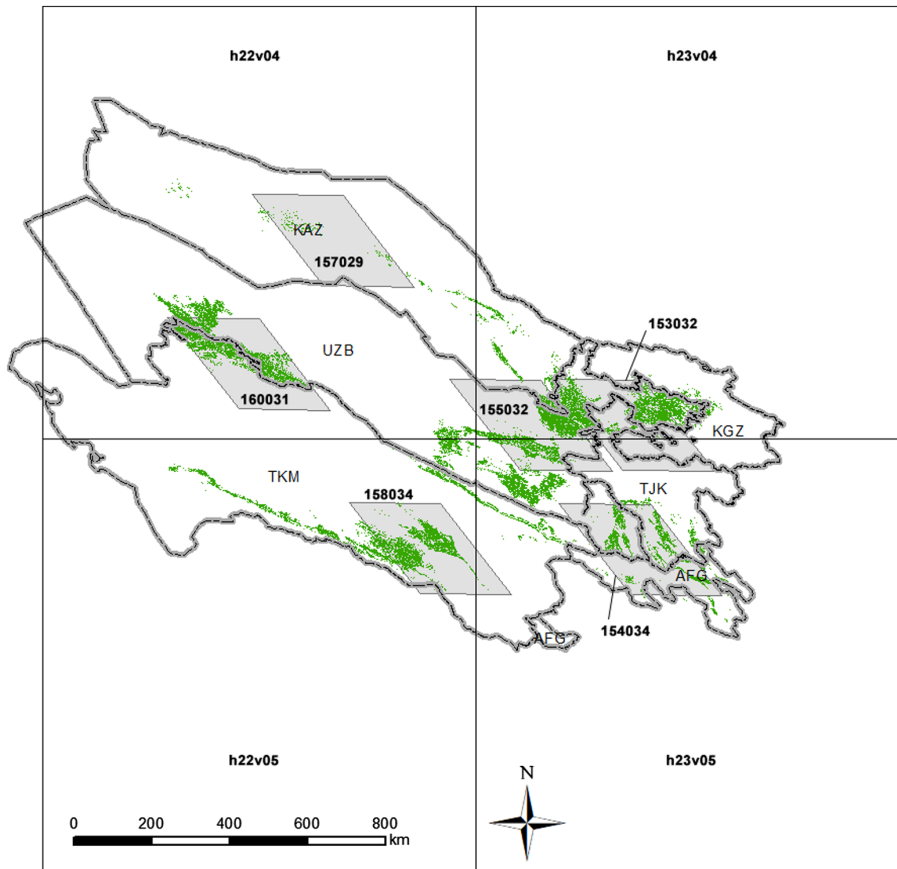 h22v04
h23v04
KAZ
157029
153032
UZB
160031
155032
KGZ
TKM
TJK
158034
AFG
154034
AFG
h22v05
h23v05
N
0 200 400 600 800
km